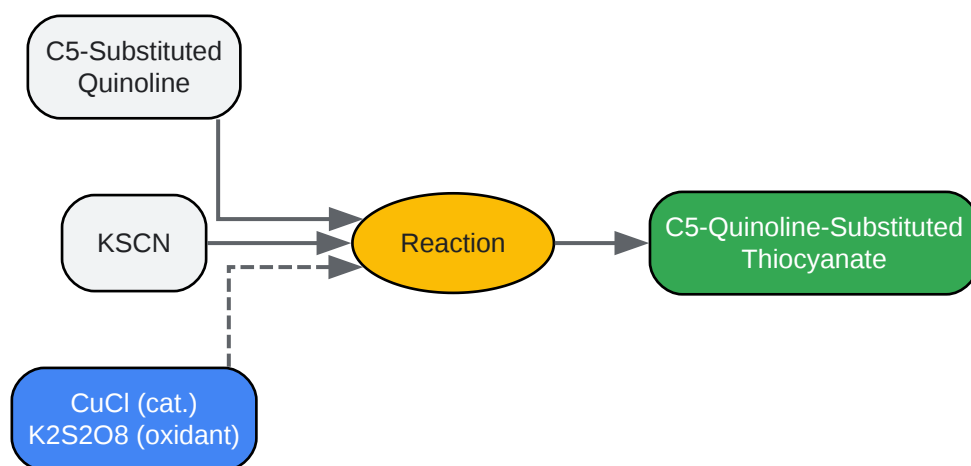 C5-Substituted
Quinoline
KSCN
Reaction
C5-Quinoline-Substituted
Thiocyanate
CuCl (cat.)
K2S2O8 (oxidant)